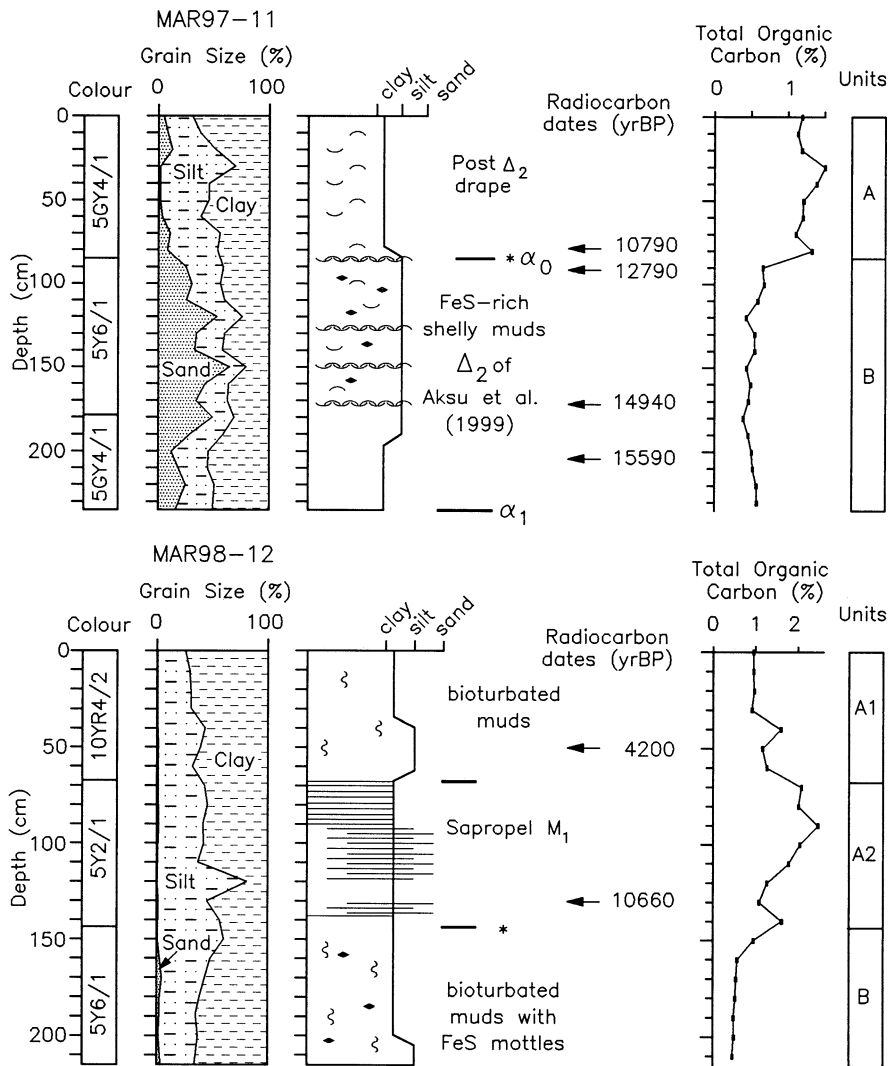 MAR97-11
Grain Size (%)
Colour
0
100
clay
silt
sand
Radiocarbon
dates (yrBP)
Total Organic
Carbon (%)
0
1
Units
Depth (cm)
0
50
100
150
200
5GY4/1
5Y6/1
5GY4/1
Silt
Clay
Sand
Post Δ2
drape
* α0
FeS-rich
shelly muds
Δ2 of
Aksu et al.
(1999)
α1
10790
12790
14940
15590
A
B
MAR98-12
Grain Size (%)
Colour
0
100
clay
silt
sand
Radiocarbon
dates (yrBP)
Total Organic
Carbon (%)
0
1
2
Units
Depth (cm)
0
50
100
150
200
10YR4/2
5Y2/1
5Y6/1
Clay
Silt
Sand
bioturbated
muds
Sapropel M1
*
bioturbated
muds with
FeS mottles
4200
10660
A1
A2
B